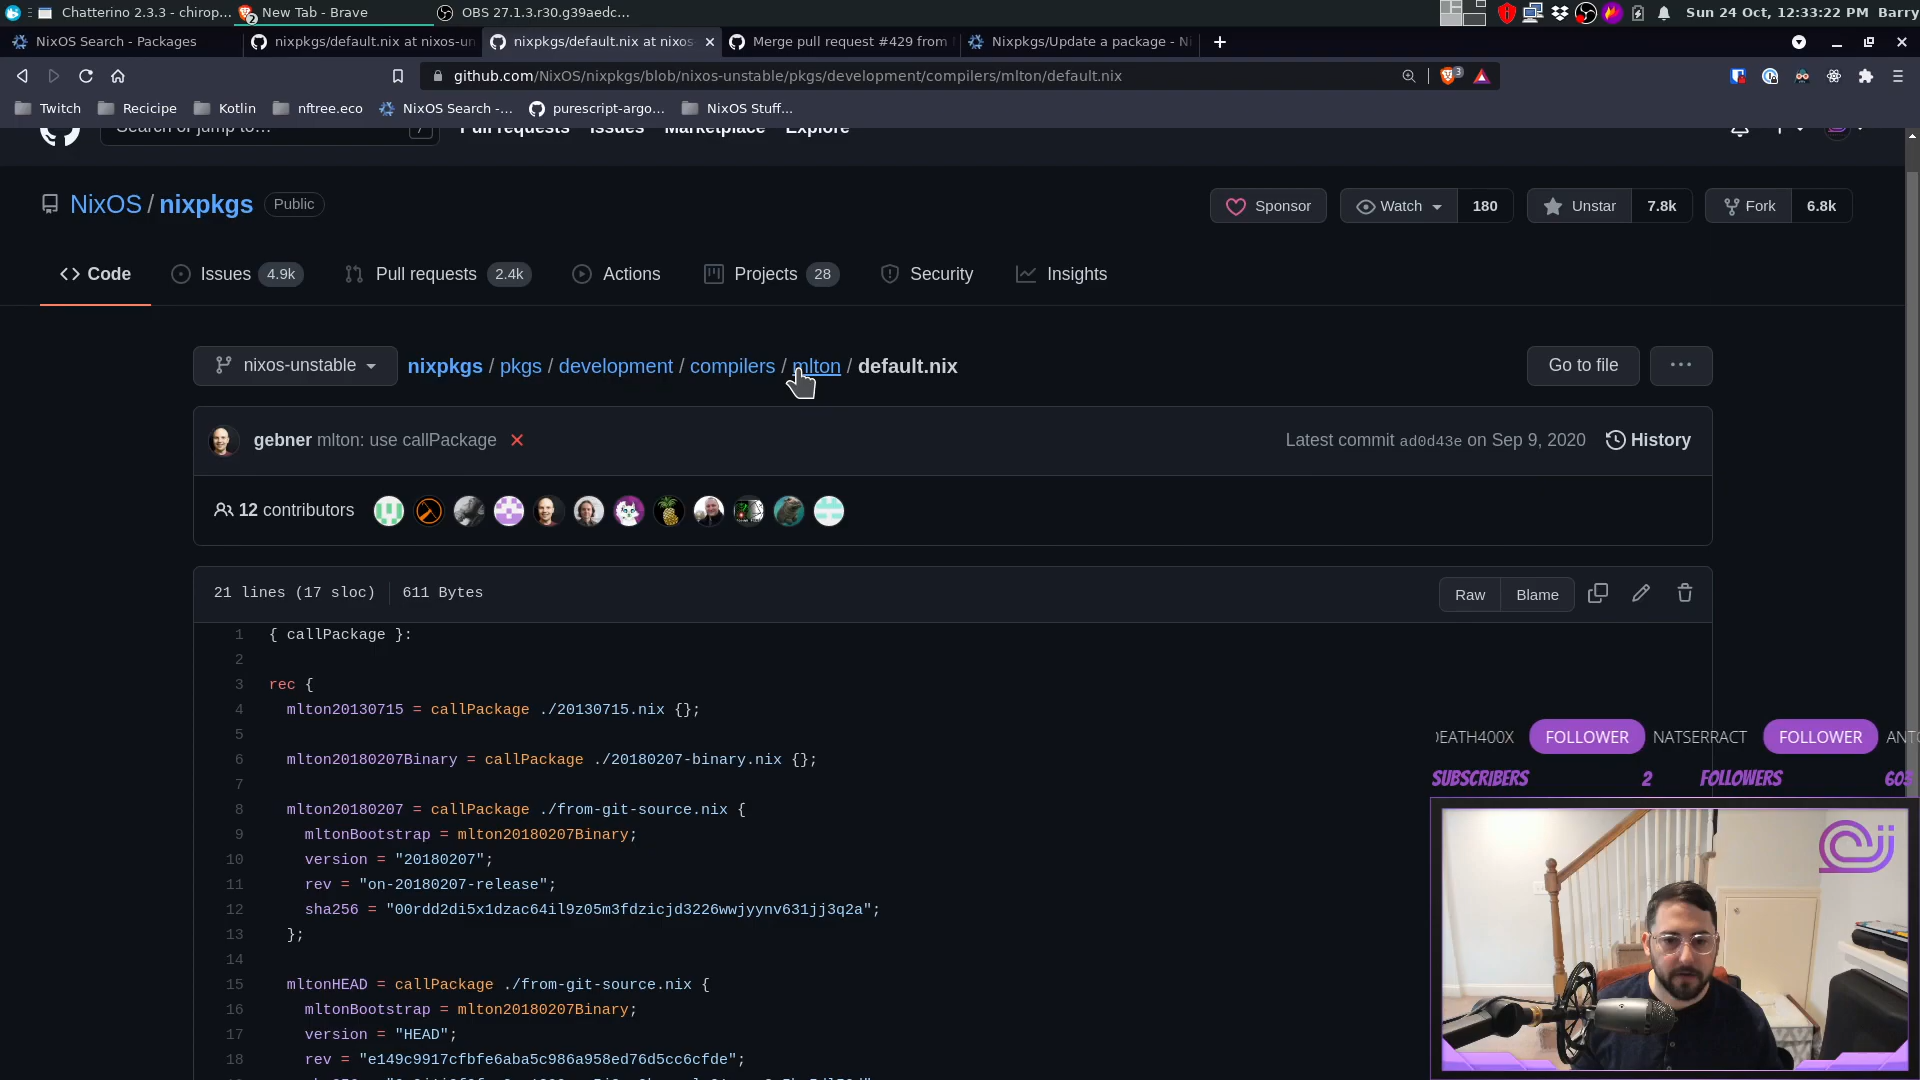 Chatterino 2.3.3 - chirop... New Tab - Brave OBS 27.1.3.r30.g39aedc... Sun 24 Oct, 12:33:22 PM Barry
NixOS Search - Packages nixpkgs/default.nix at nixos-un nixpkgs/default.nix at nixos- Merge pull request #429 from Nixpkgs/Update a package - Ni
github.com/NixOS/nixpkgs/blob/nixos-unstable/pkgs/development/compilers/mlton/default.nix 3
Twitch Recicipe Kotlin nftree.eco NixOS Search -... purescript-argo... NixOS Stuff...
Search or jump to... / Pull requests Issues Marketplace Explore
NixOS / nixpkgs Public Sponsor Watch 180 Unstar 7.8k Fork 6.8k
Code Issues 4.9k Pull requests 2.4k Actions Projects 28 Security Insights
nixos-unstable nixpkgs / pkgs / development / compilers / mlton / default.nix Go to file ...
gebner mlton: use callPackage Latest commit ad0d43e on Sep 9, 2020 History
12 contributors
21 lines (17 sloc) 611 Bytes Raw Blame
1 { callPackage }:
2
3 rec {
4 mlton20130715 = callPackage ./20130715.nix {};
5
6 mlton20180207Binary = callPackage ./20180207-binary.nix {};
7
8 mlton20180207 = callPackage ./from-git-source.nix {
9 mltonBootstrap = mlton20180207Binary;
10 version = "20180207";
11 rev = "on-20180207-release";
12 sha256 = "00rdd2di5x1dzac64il9z05m3fdzicjd3226wwjyynv631jj3q2a";
13 };
14
15 mltonHEAD = callPackage ./from-git-source.nix {
16 mltonBootstrap = mlton20180207Binary;
17 version = "HEAD";
18 rev = "e149c9917cfbfe6aba5c986a958ed76d5cc6cfde";
DEATH400X FOLLOWER NATSERRACT FOLLOWER ANTO
SUBSCRIBERS 2 FOLLOWERS 603